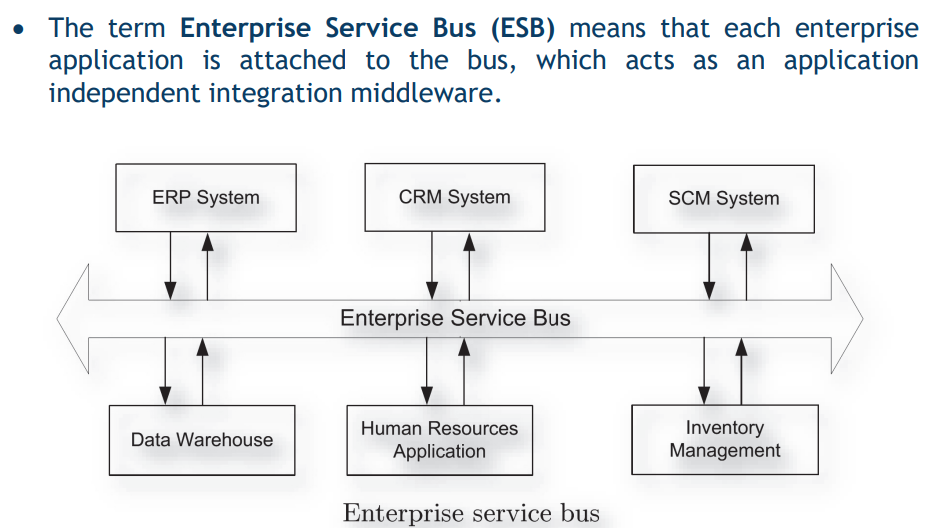 • The term Enterprise Service Bus (ESB) means that each enterprise
application is attached to the bus, which acts as an application
independent integration middleware.
ERP System
CRM System
SCM System
Enterprise Service Bus
Data Warehouse
Human Resources
Application
Inventory
Management
Enterprise service bus